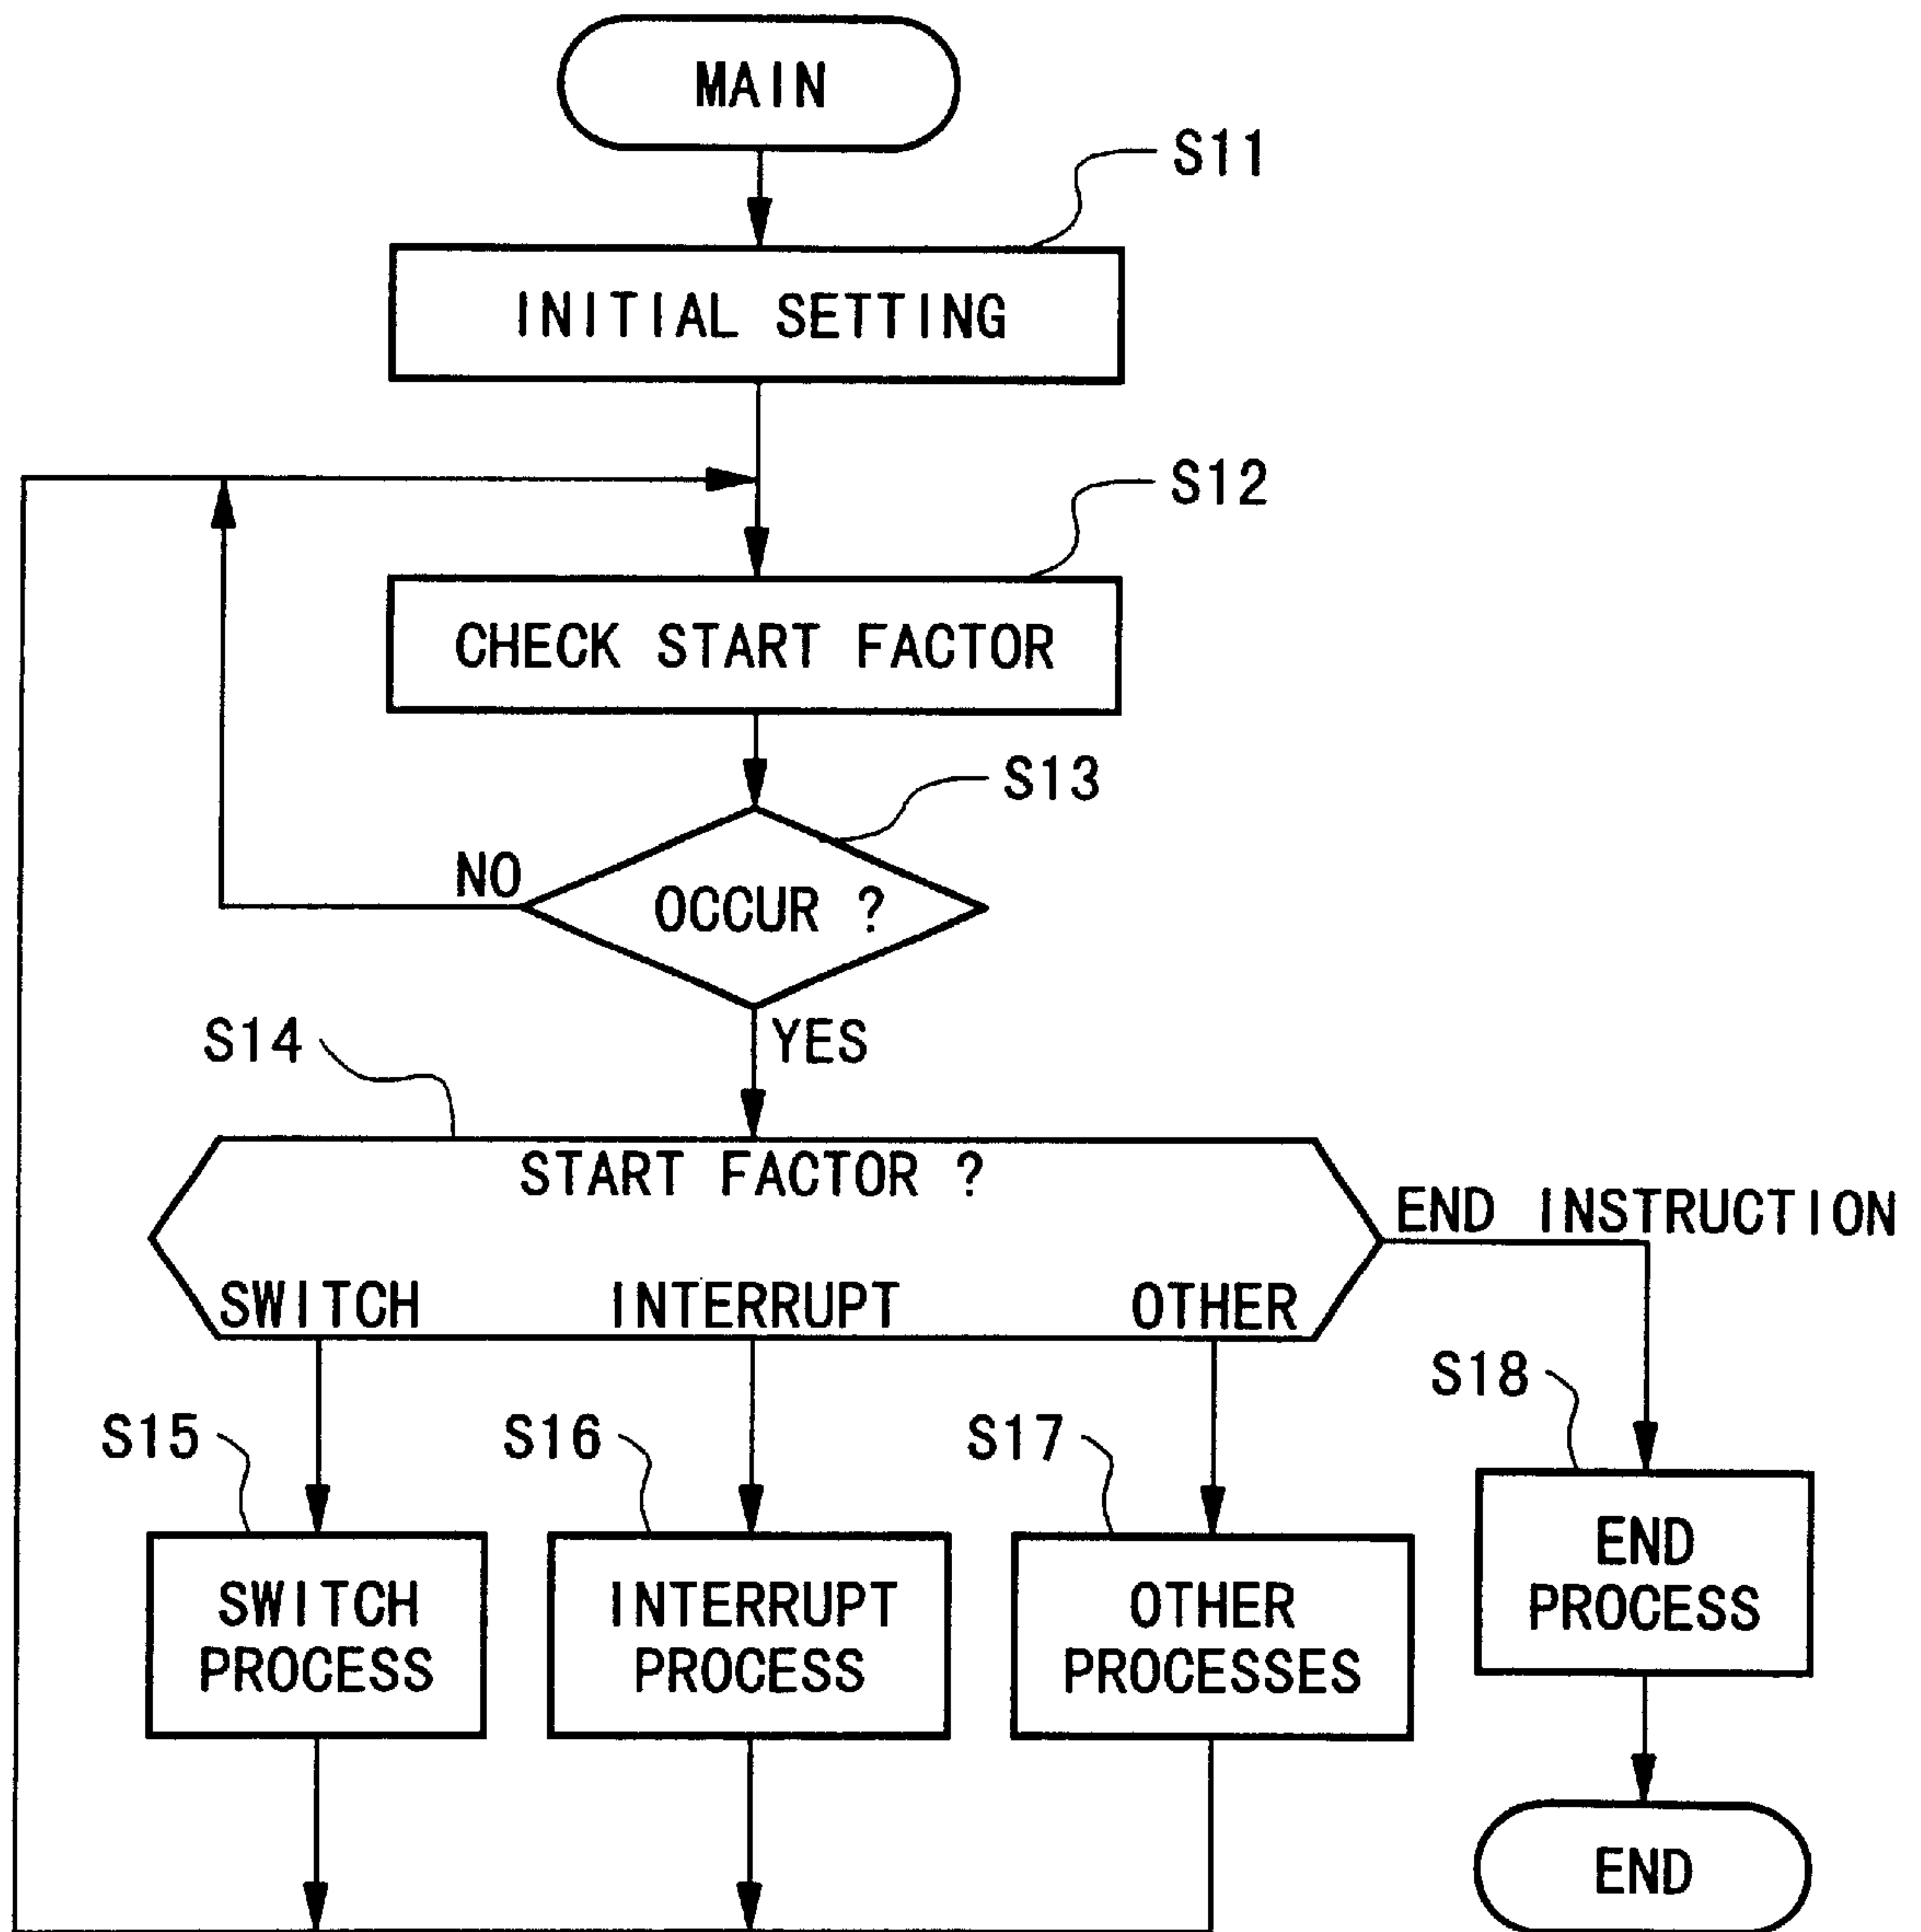 MAIN
S11
INITIAL SETTING
S12
CHECK START FACTOR
S13
NO
OCCUR ?
YES
S14
START FACTOR ?
END INSTRUCTION
SWITCH
INTERRUPT
OTHER
S18
S15
S16
S17
END
PROCESS
SWITCH
PROCESS
INTERRUPT
PROCESS
OTHER
PROCESSES
END